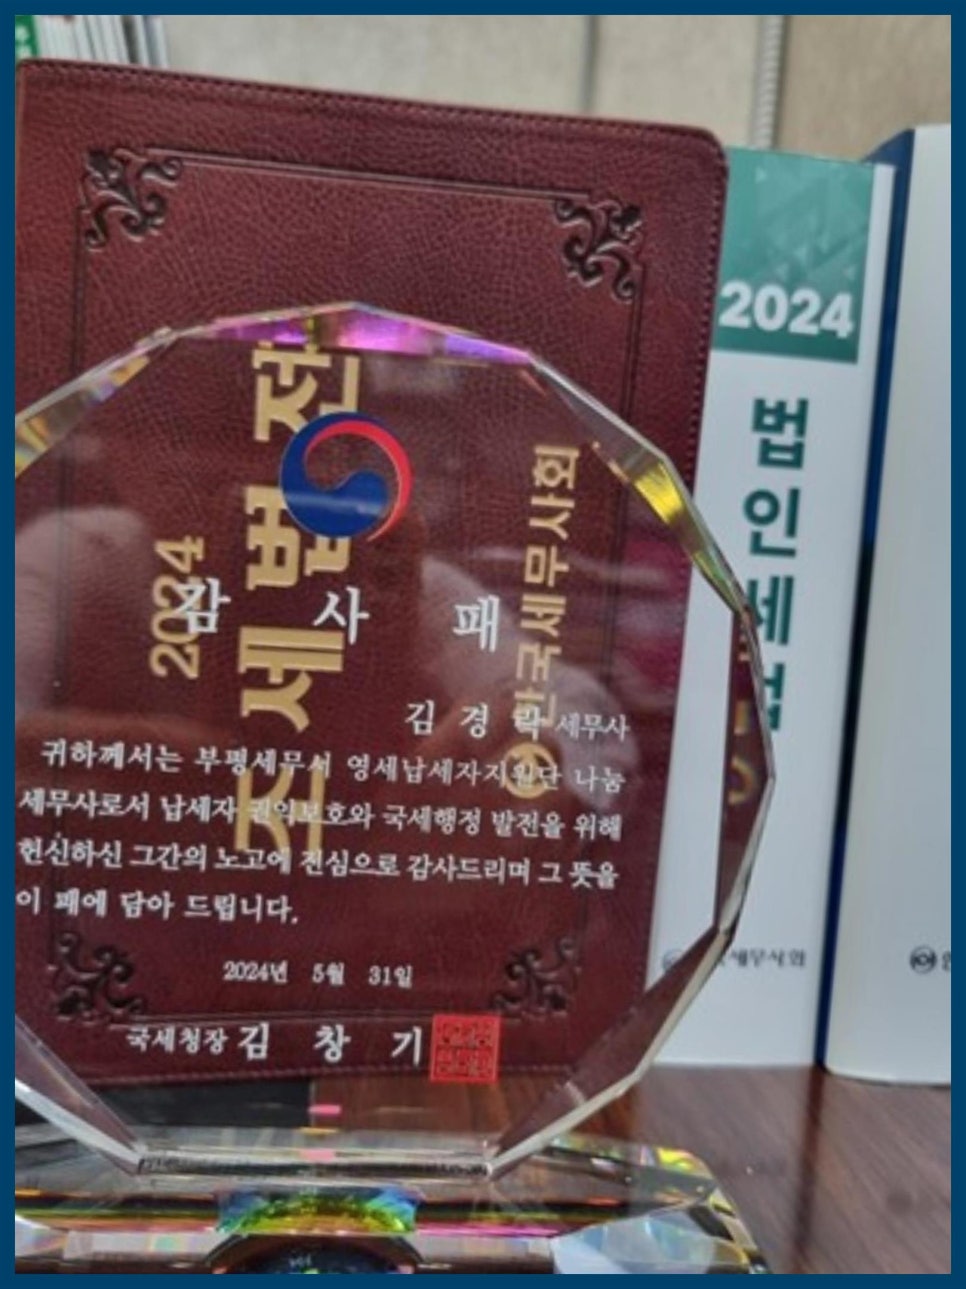 감 사 패
김 경 락 세무사
귀하께서는 부평세무서 영세납세자지원단 나눔
세무사로서 납세자 권익보호와 국세행정 발전을 위해
헌신하신 그간의 노고에 진심으로 감사드리며 그 뜻을
이 패에 담아 드립니다.
2024년 5월 31일
국세청장 김 창 기
2024
조세법전
한국세무사회
2024
법인세법
세무사회